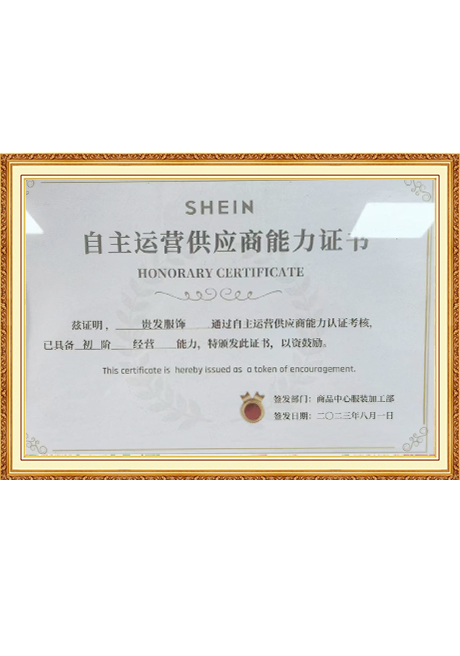 SHEIN
自主运营供应商能力证书
HONORARY CERTIFICATE
兹证明，贵发服饰通过自主运营供应商能力认证考核，
已具备 初 阶 经营 能力，特颁发此证书，以资鼓励。
This certificate is hereby issued as a token of encouragement.
签发部门：商品中心服装加工部
签发日期：二〇二三年八月一日